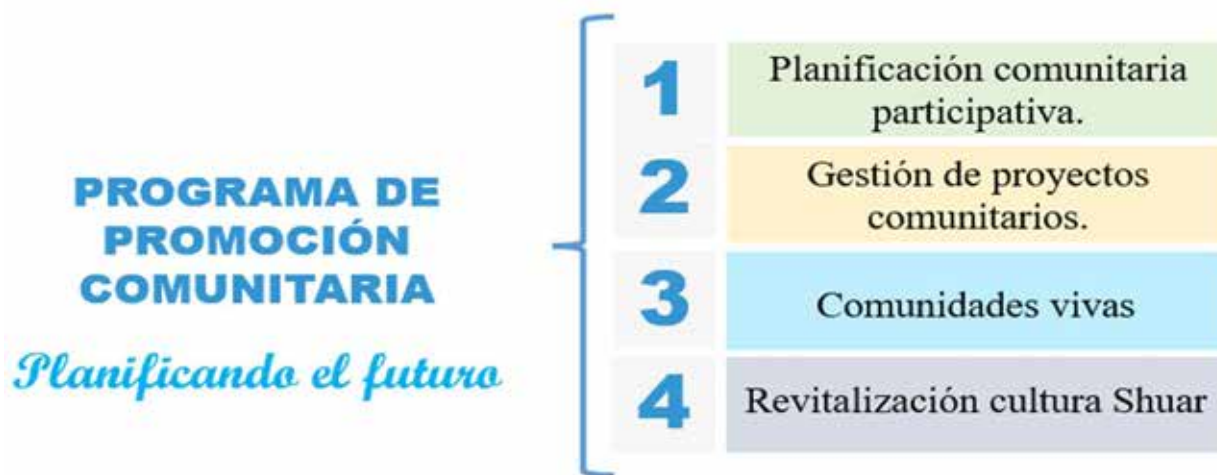 PROGRAMA DE
PROMOCIÓN
COMUNITARIA
Planificando el futuro
1
Planificación comunitaria
participativa.
2
Gestión de proyectos
comunitarios.
3
Comunidades vivas
4
Revitalización cultura Shuar